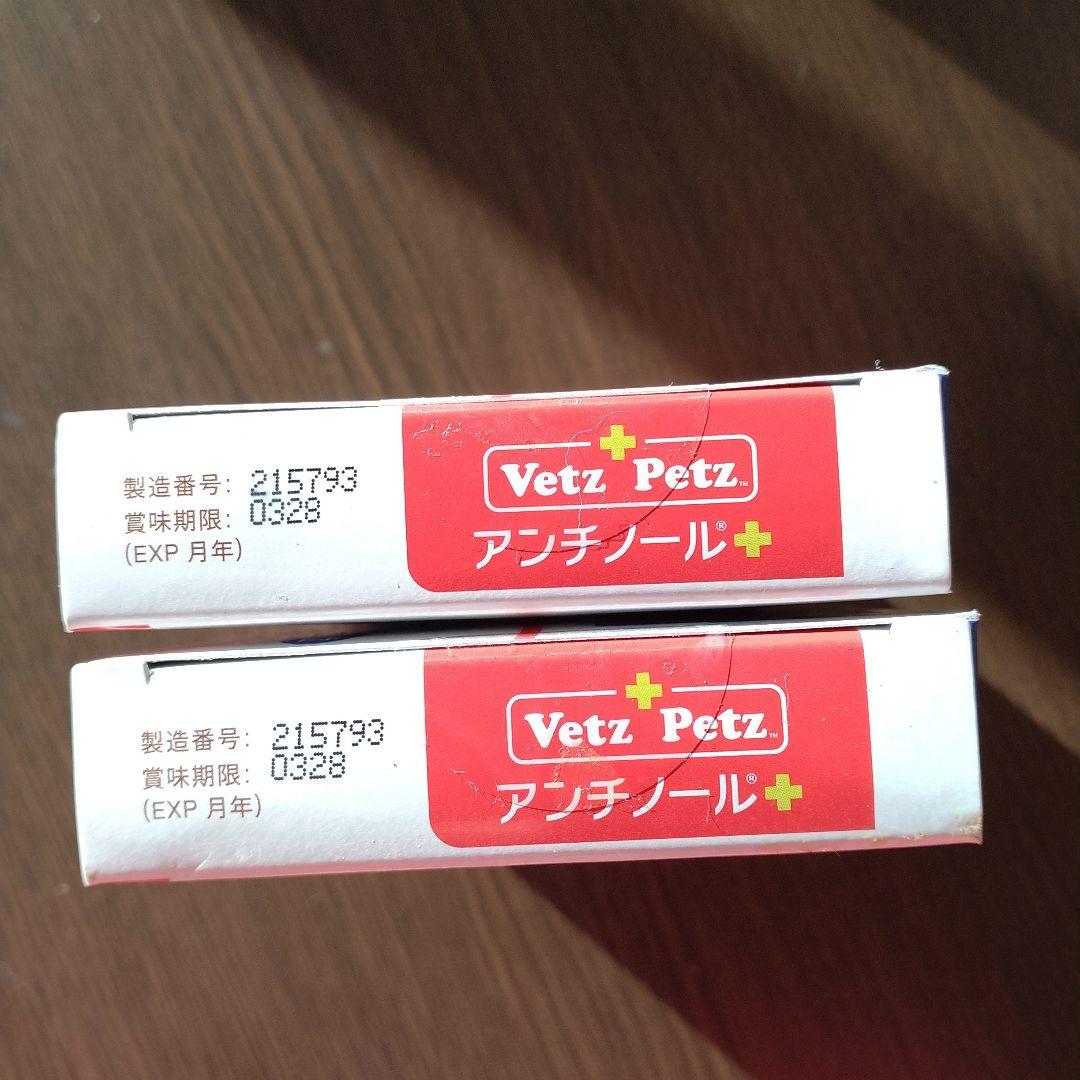 製造番号: 215793
賞味期限: 0328
(EXP 月年)
Vetz Petz™
アンチノール®+
製造番号: 215793
賞味期限: 0328
(EXP 月年)
Vetz Petz™
アンチノール®+